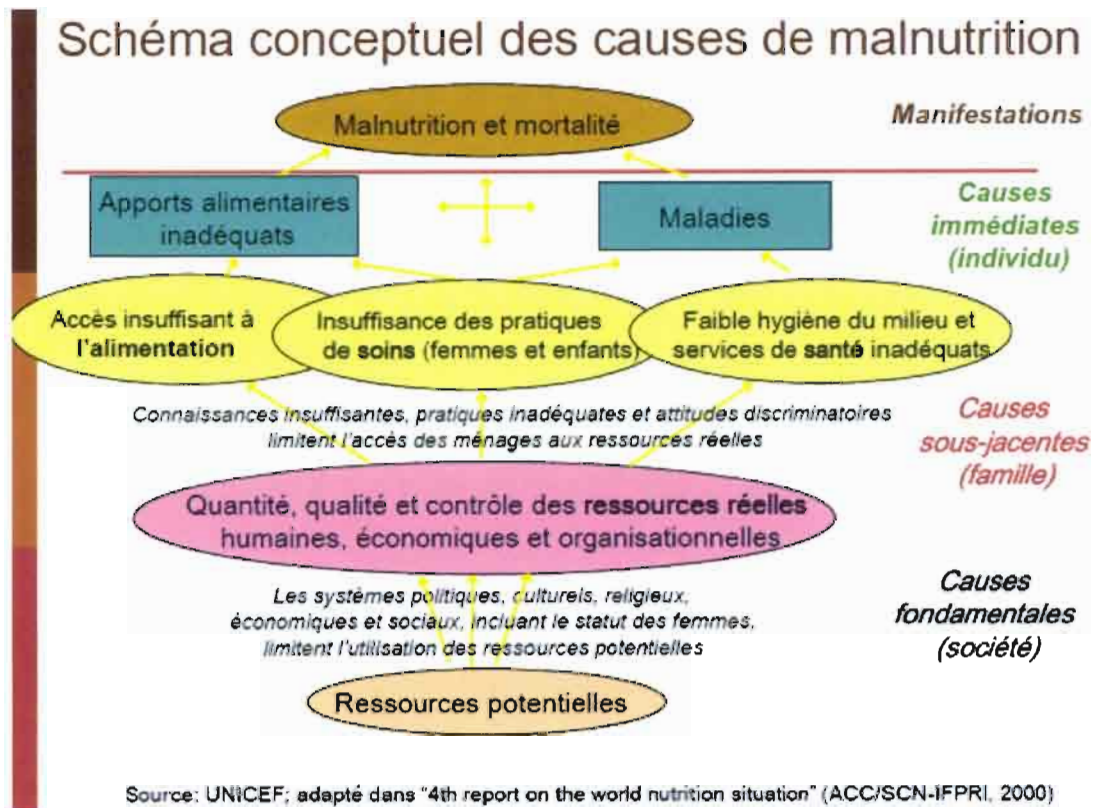 Schéma conceptuel des causes de malnutrition
Malnutrition et mortalité
Manifestations
Apports alimentaires
inadéquats
Maladies
Causes
immédiates
(individu)
Accès insuffisant à
l'alimentation
Insuffisance des pratiques
de soins (femmes et enfants)
Faible hygiène du milieu et
services de santé inadéquats
Connaissances insuffisantes, pratiques inadéquates et attitudes discriminatoires
limitent l'accès des ménages aux ressources réelles
Causes
sous-jacentes
(famille)
Quantité, qualité et contrôle des ressources réelles
humaines, économiques et organisationnelles
Les systèmes politiques, culturels, religieux,
économiques et sociaux, incluant le statut des femmes,
limitent l'utilisation des ressources potentielles
Causes
fondamentales
(société)
Ressources potentielles
Source: UNICEF; adapté dans "4th report on the world nutrition situation" (ACC/SCN-IFPRI, 2000)